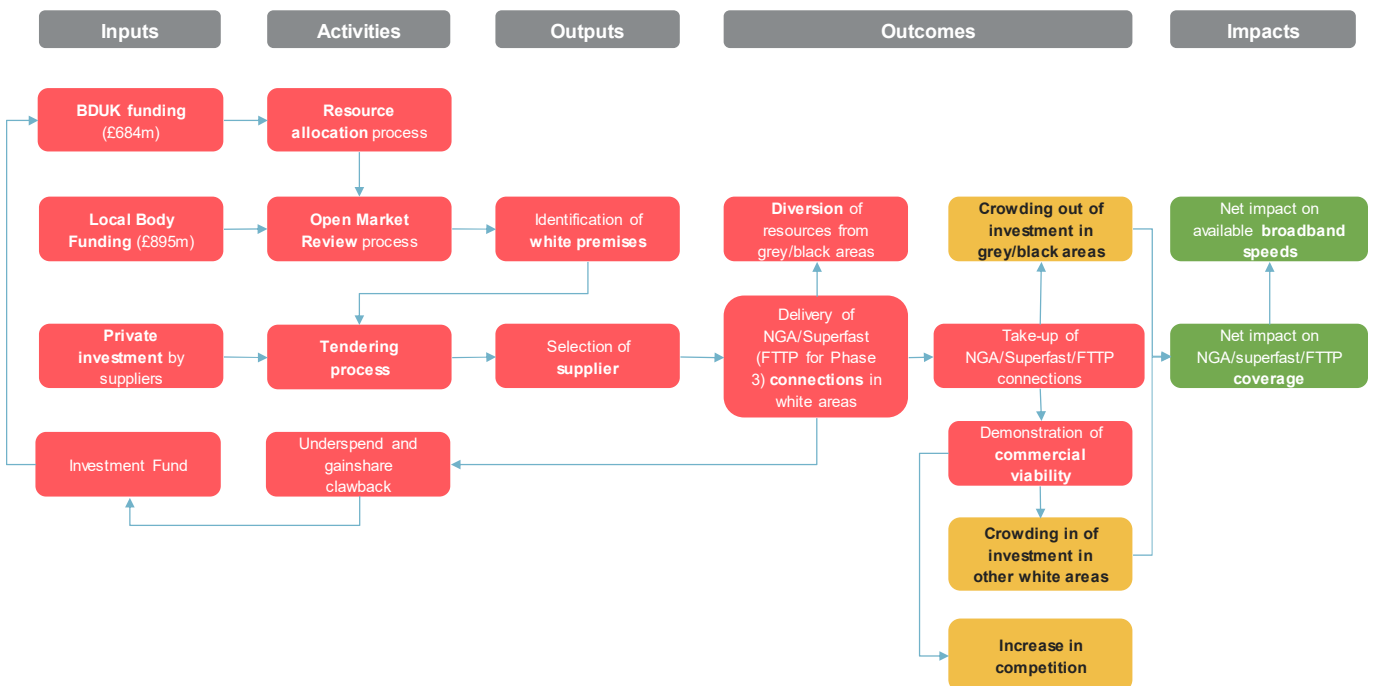 Inputs
Activities
Outputs
Outcomes
Impacts
BDUK funding
(£684m)
Resource
allocation process
Local Body
Funding (£895m)
Open Market
Review process
Identification of
white premises
Diversion of
resources from
grey/black areas
Crowding out of
investment in
grey/black areas
Net impact on
available broadband
speeds
Private
investment by
suppliers
Tendering
process
Selection of
supplier
Delivery of
NGA/Superfast
(FTTP for Phase
3) connections in
white areas
Take-up of
NGA/Superfast/FTTP
connections
Net impact on
NGA/superfast/FTTP
coverage
Investment Fund
Underspend and
gainshare
clawback
Demonstration of
commercial
viability
Crowding in of
investment in
other white areas
Increase in
competition